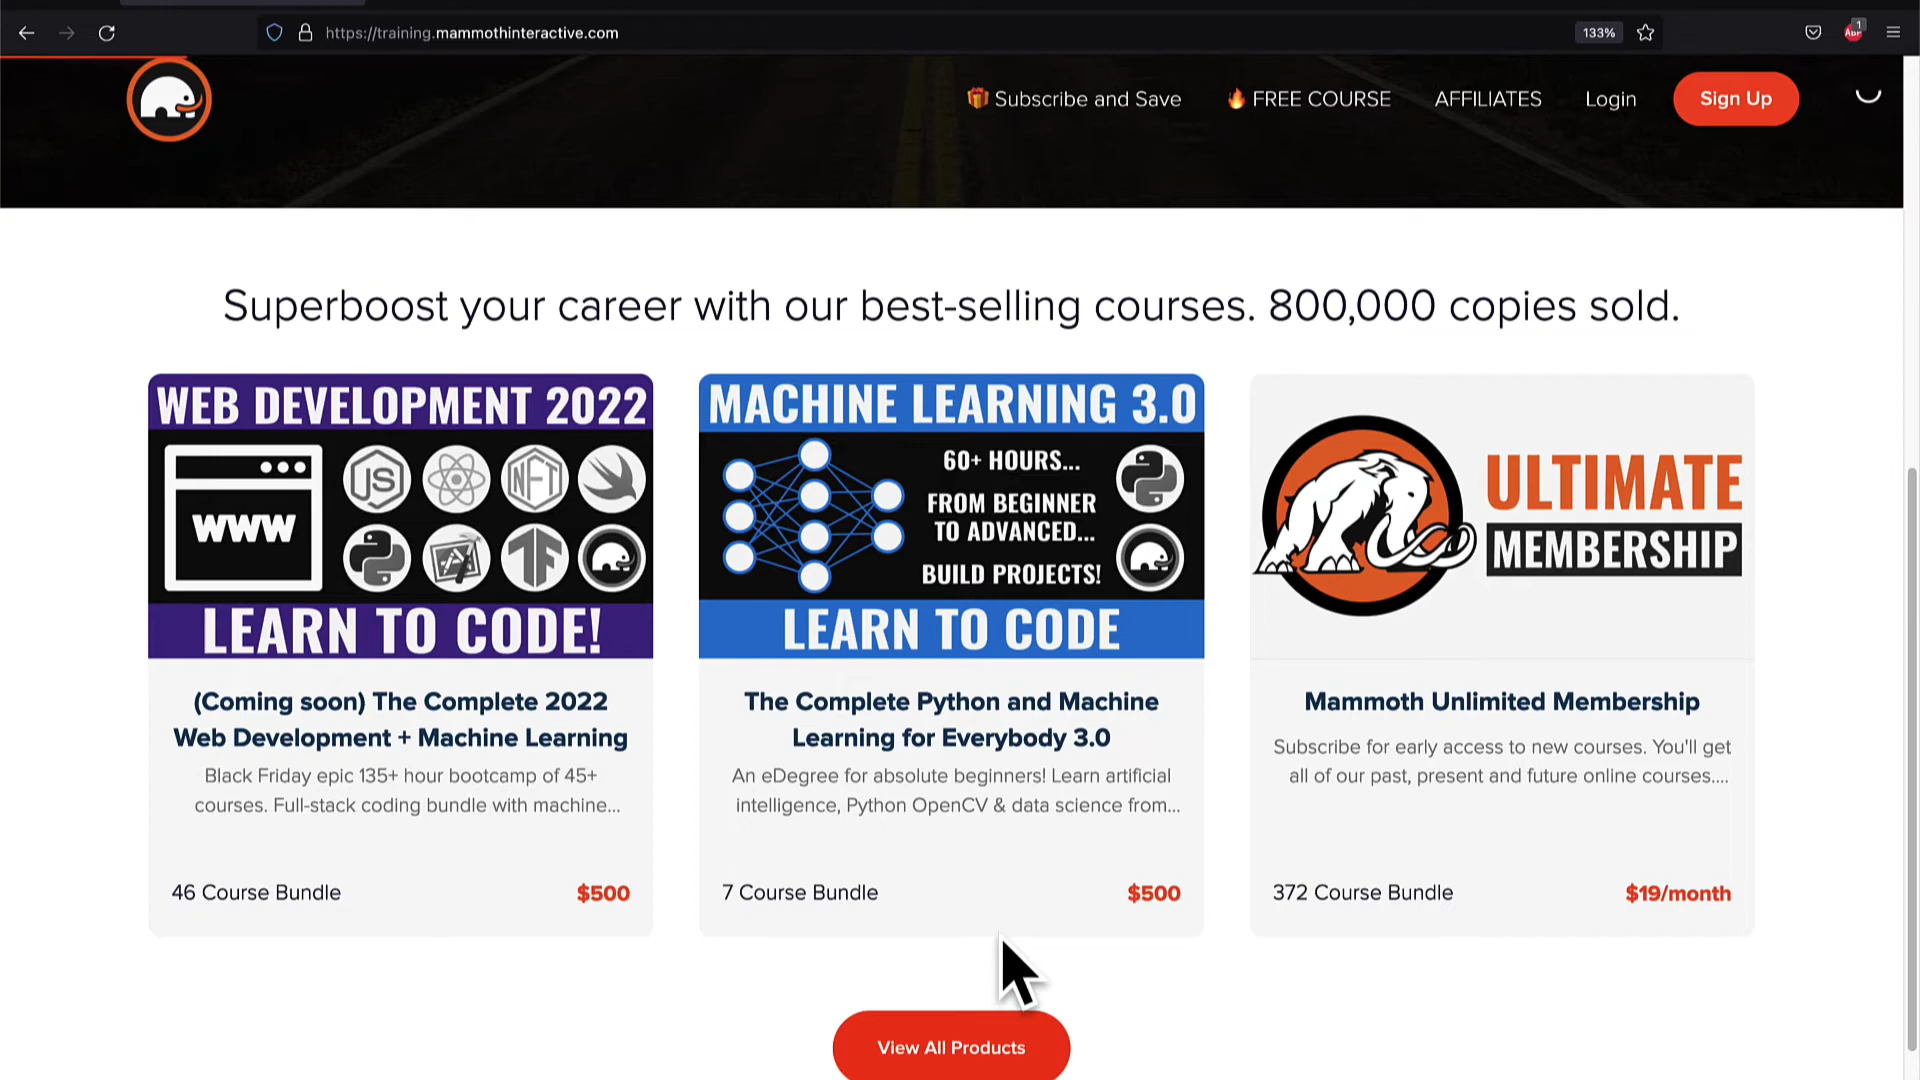 https://training.mammothinteractive.com
133%
1
ABP
🎁 Subscribe and Save
🔥 FREE COURSE
AFFILIATES
Login
Sign Up
Superboost your career with our best-selling courses. 800,000 copies sold.
WEB DEVELOPMENT 2022
WWW
JS
NFT
LEARN TO CODE!
(Coming soon) The Complete 2022
Web Development + Machine Learning
Black Friday epic 135+ hour bootcamp of 45+
courses. Full-stack coding bundle with machine...
46 Course Bundle
$500
MACHINE LEARNING 3.0
60+ HOURS...
FROM BEGINNER
TO ADVANCED...
BUILD PROJECTS!
LEARN TO CODE
The Complete Python and Machine
Learning for Everybody 3.0
An eDegree for absolute beginners! Learn artificial
intelligence, Python OpenCV & data science from...
7 Course Bundle
$500
ULTIMATE
MEMBERSHIP
Mammoth Unlimited Membership
Subscribe for early access to new courses. You'll get
all of our past, present and future online courses....
372 Course Bundle
$19/month
View All Products